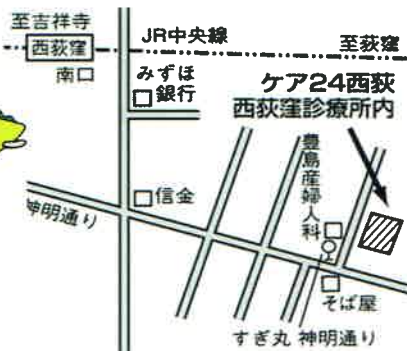 至吉祥寺
JR中央線
至荻窪
西荻窪
南口
みずほ
銀行
ケア24西荻
西荻窪診療所内
豊島産婦人科
信金
神明通り
そば屋
すぎ丸 神明通り